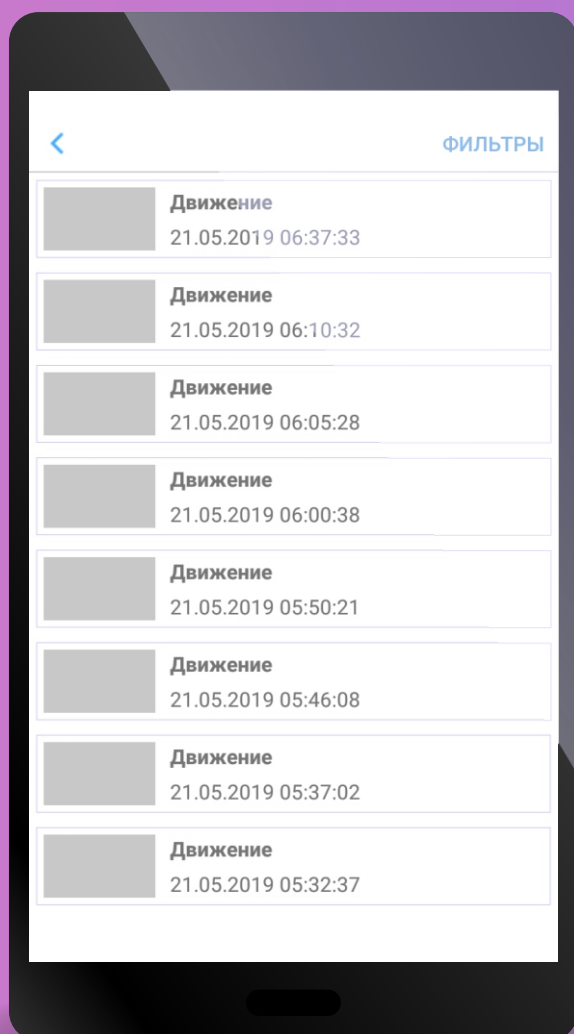 ФИЛЬТРЫ
Движение
21.05.2019 06:37:33
Движение
21.05.2019 06:10:32
Движение
21.05.2019 06:05:28
Движение
21.05.2019 06:00:38
Движение
21.05.2019 05:50:21
Движение
21.05.2019 05:46:08
Движение
21.05.2019 05:37:02
Движение
21.05.2019 05:32:37